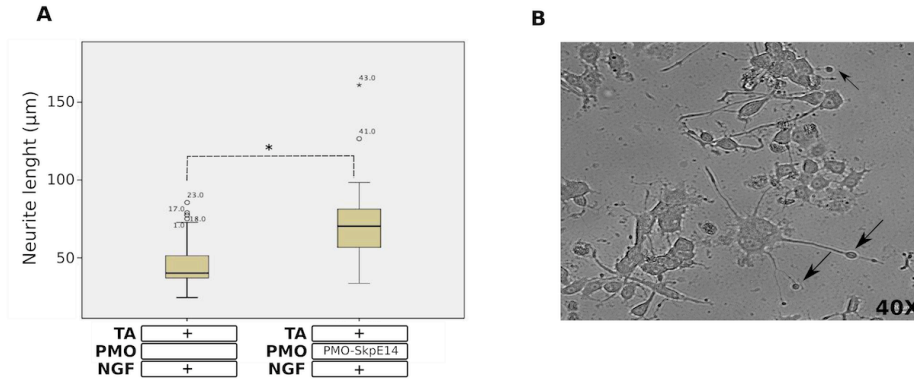 A
B
Neurite lenght (µm)
150
100
50
43.0
41.0
*
23.0
17.0
18.0
1.0
TA + TA +
PMO PMO PMO-SkpE14
NGF + NGF +
40X